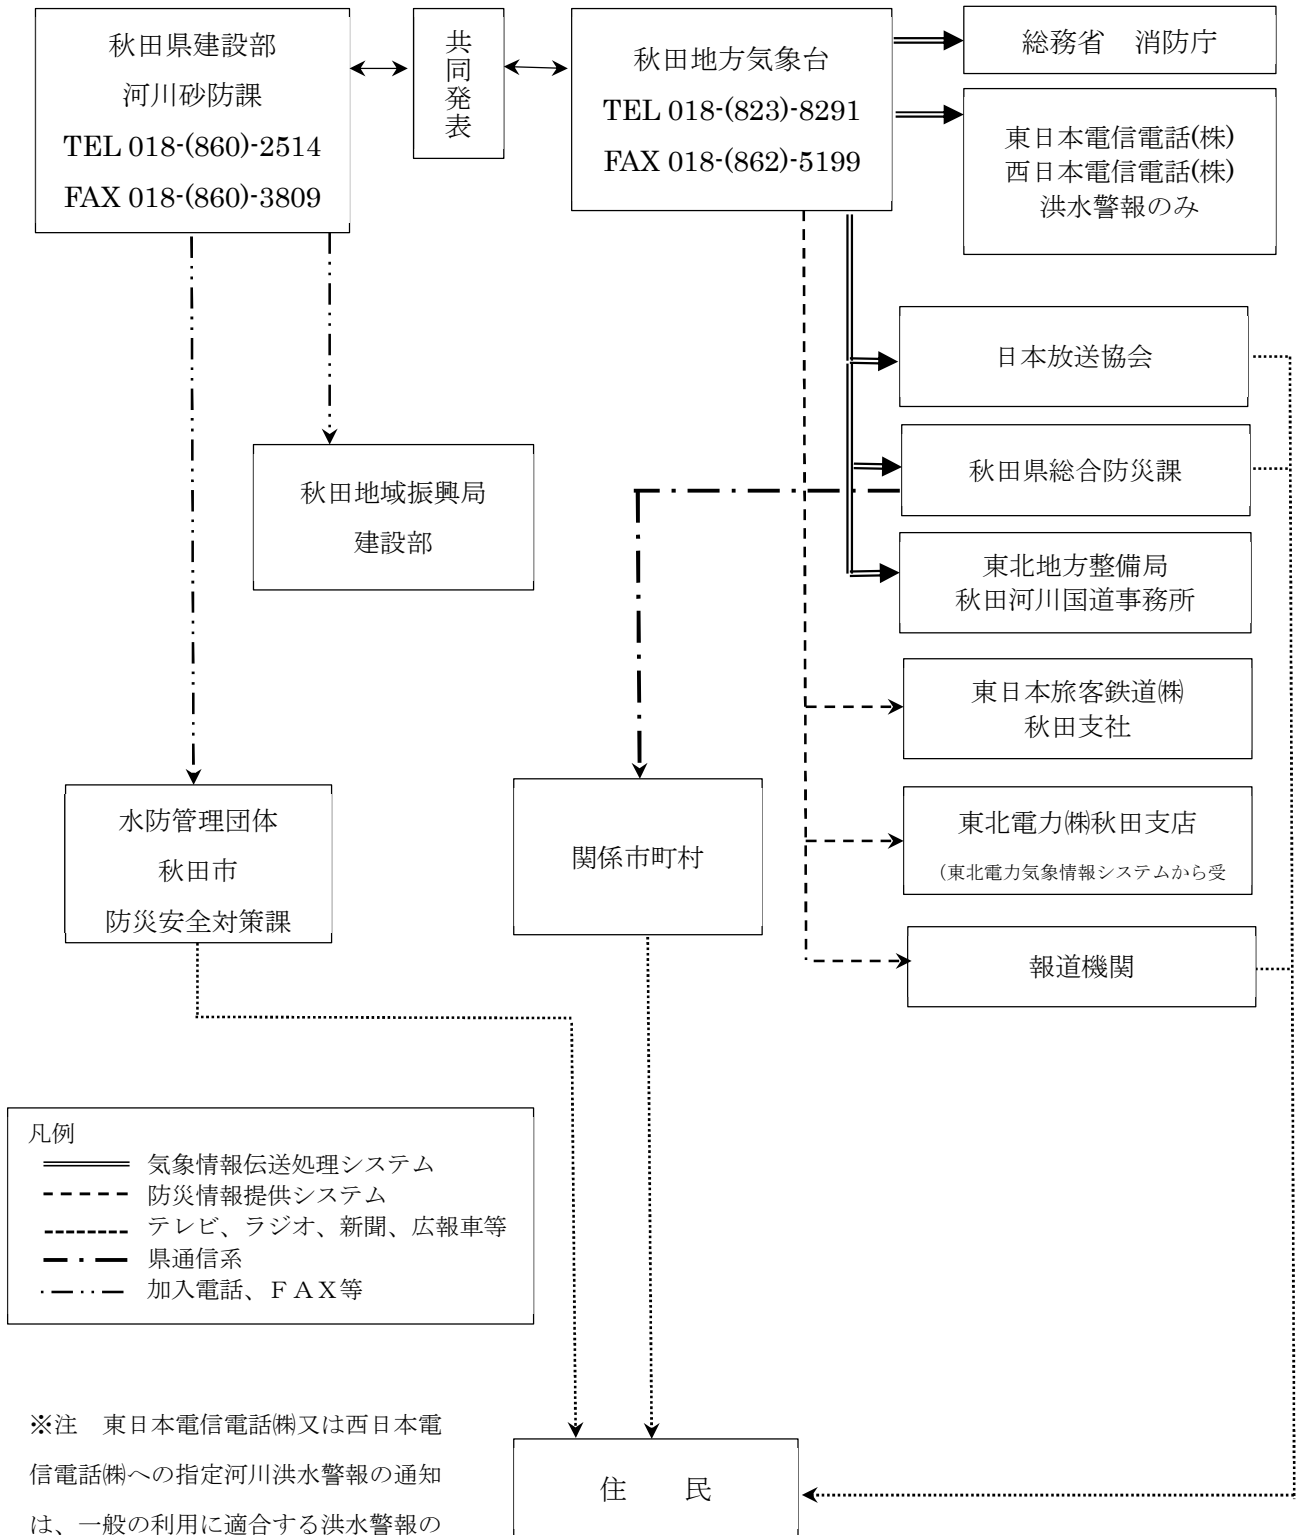 秋田県建設部
河川砂防課
TEL 018-(860)-2514
FAX 018-(860)-3809
共同発表
秋田地方気象台
TEL 018-(823)-8291
FAX 018-(862)-5199
総務省　消防庁
東日本電信電話(株)
西日本電信電話(株)
洪水警報のみ
日本放送協会
秋田県総合防災課
秋田地域振興局
建設部
東北地方整備局
秋田河川国道事務所
東日本旅客鉄道㈱
秋田支社
水防管理団体
秋田市
防災安全対策課
関係市町村
東北電力㈱秋田支店
(東北電力気象情報システムから受
報道機関
凡例
気象情報伝送処理システム
防災情報提供システム
テレビ、ラジオ、新聞、広報車等
県通信系
加入電話、ＦＡＸ等
※注　東日本電信電話㈱又は西日本電
信電話㈱への指定河川洪水警報の通知
は、一般の利用に適合する洪水警報の
住　　民